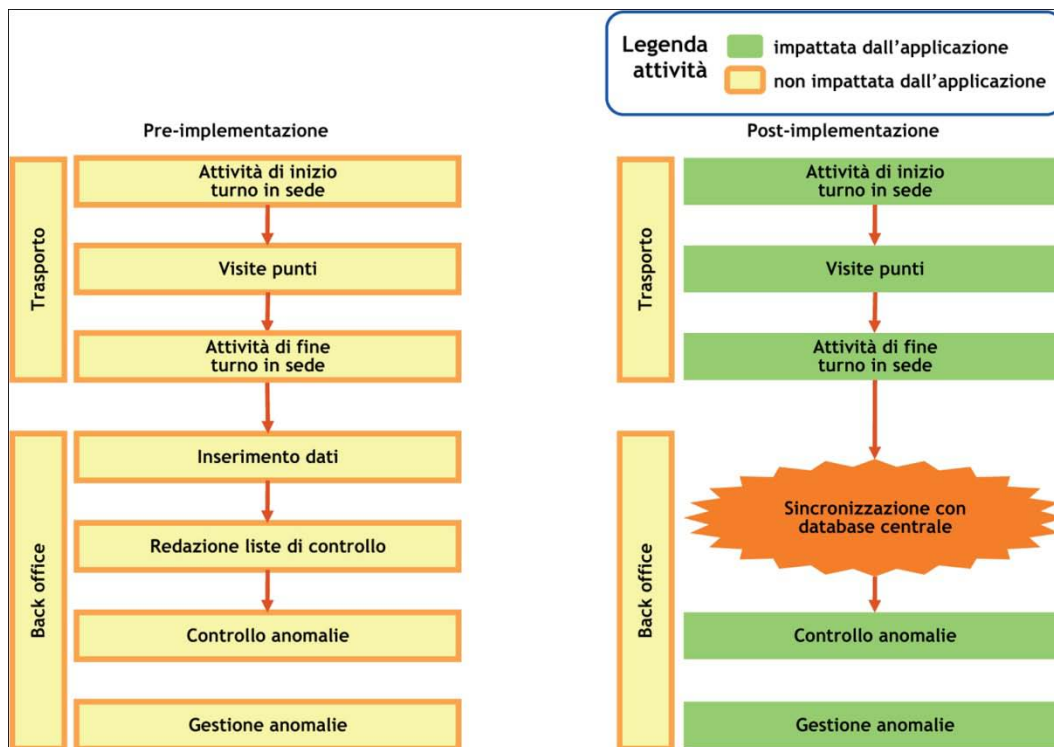 Legenda
attività
impattata dall'applicazione
non impattata dall'applicazione
Pre-implementazione
Trasporto
Attività di inizio
turno in sede
Visite punti
Attività di fine
turno in sede
Back office
Inserimento dati
Redazione liste di controllo
Controllo anomalie
Gestione anomalie
Post-implementazione
Trasporto
Attività di inizio
turno in sede
Visite punti
Attività di fine
turno in sede
Back office
Sincronizzazione con
database centrale
Controllo anomalie
Gestione anomalie